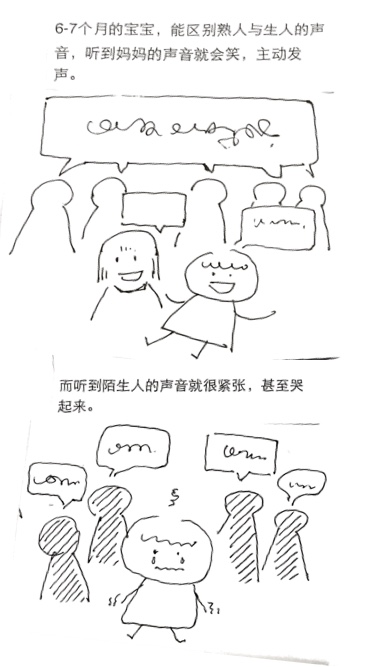 6-7个月的宝宝，能区别熟人与生人的声
音，听到妈妈的声音就会笑，主动发
声。
而听到陌生人的声音就很紧张，甚至哭
起来。